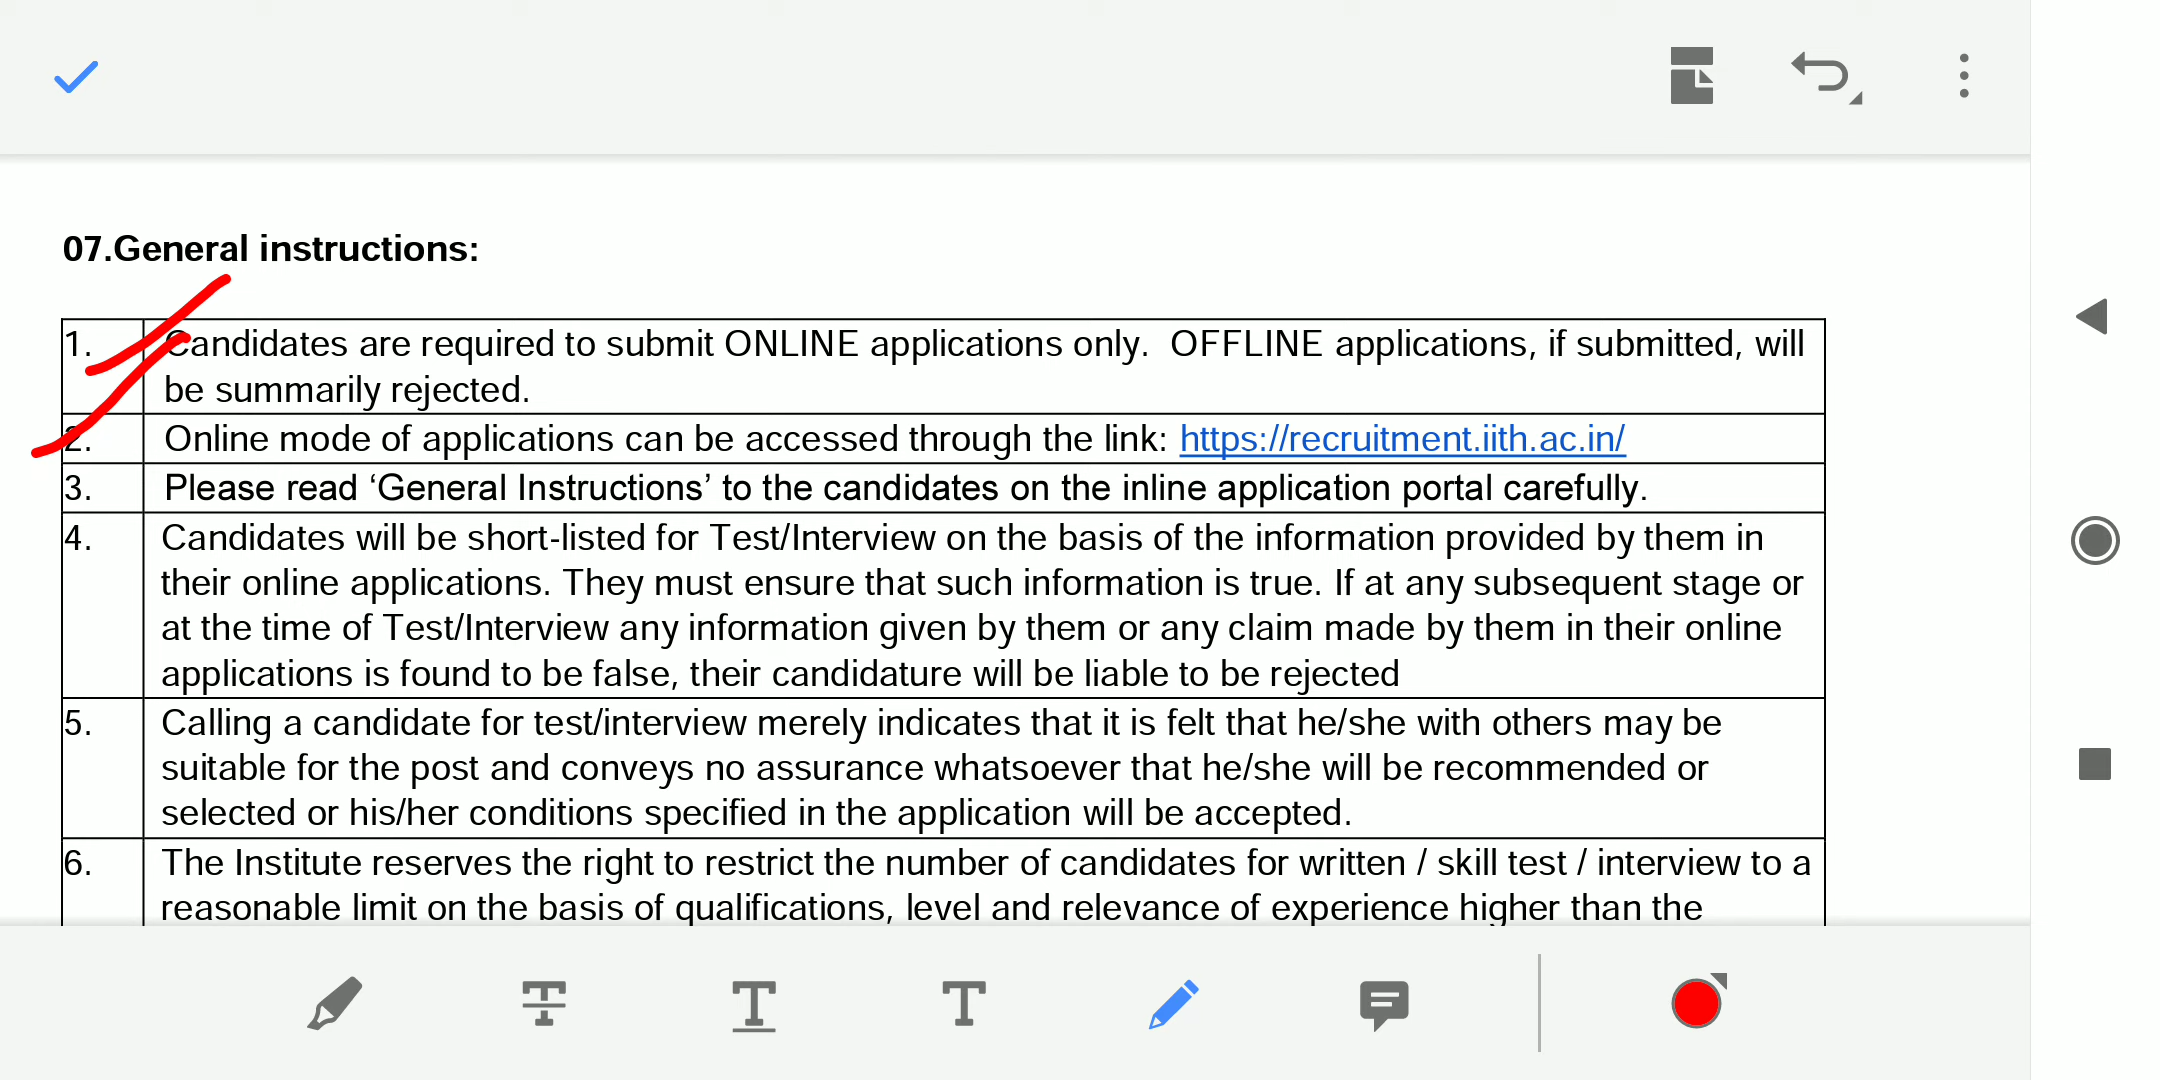 07.General instructions:
1. Candidates are required to submit ONLINE applications only.  OFFLINE applications, if submitted, will
be summarily rejected.
2. Online mode of applications can be accessed through the link: https://recruitment.iith.ac.in/
3. Please read ‘General Instructions’ to the candidates on the inline application portal carefully.
4. Candidates will be short-listed for Test/Interview on the basis of the information provided by them in
their online applications. They must ensure that such information is true. If at any subsequent stage or
at the time of Test/Interview any information given by them or any claim made by them in their online
applications is found to be false, their candidature will be liable to be rejected
5. Calling a candidate for test/interview merely indicates that it is felt that he/she with others may be
suitable for the post and conveys no assurance whatsoever that he/she will be recommended or
selected or his/her conditions specified in the application will be accepted.
6. The Institute reserves the right to restrict the number of candidates for written / skill test / interview to a
reasonable limit on the basis of qualifications, level and relevance of experience higher than the